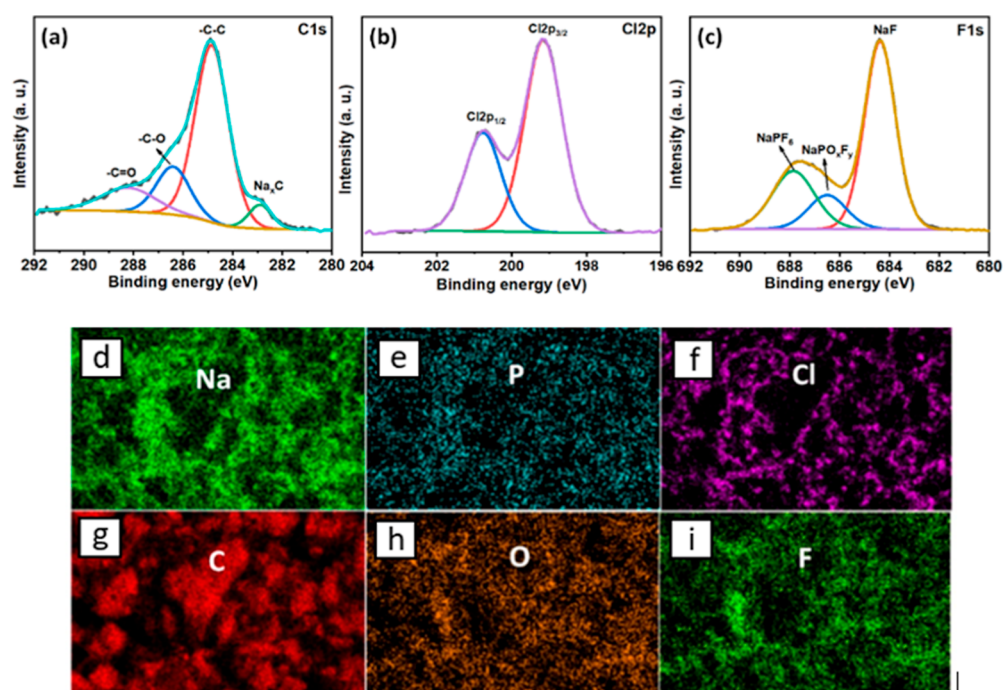 (a) C1s
-C-C
-C-O
-C=O
NaₓC
Intensity (a. u.)
292 290 288 286 284 282 280
Binding energy (eV)
(b) Cl2p
Cl2p₃/₂
Cl2p₁/₂
Intensity (a. u.)
204 202 200 198 196
Binding energy (eV)
(c) F1s
NaF
NaPF₆
NaPOₓFᵧ
Intensity (a. u.)
692 690 688 686 684 682 680
Binding energy (eV)
d Na
e P
f Cl
g C
h O
i F